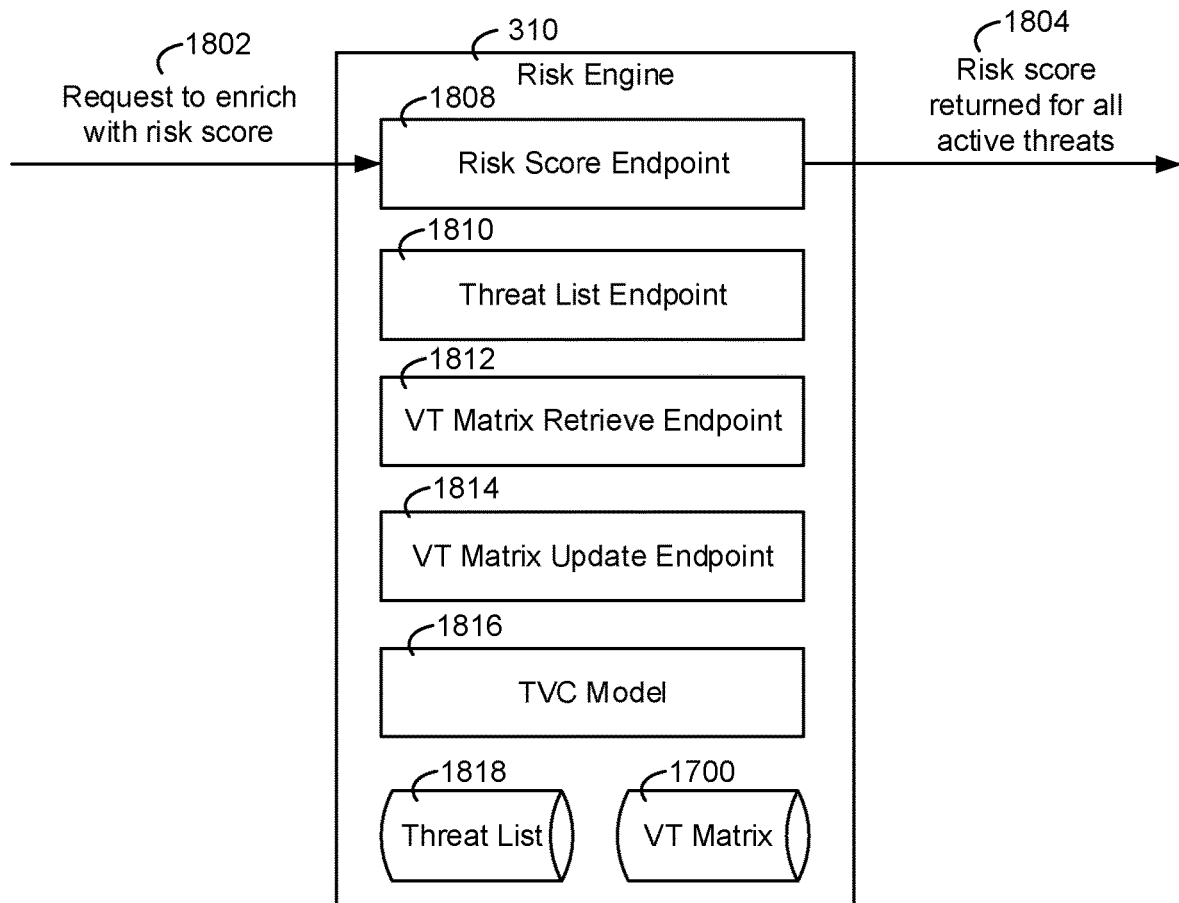 1802
Request to enrich
with risk score
310
Risk Engine
1804
Risk score
returned for all
active threats
1808
Risk Score Endpoint
1810
Threat List Endpoint
1812
VT Matrix Retrieve Endpoint
1814
VT Matrix Update Endpoint
1816
TVC Model
1818
Threat List
1700
VT Matrix